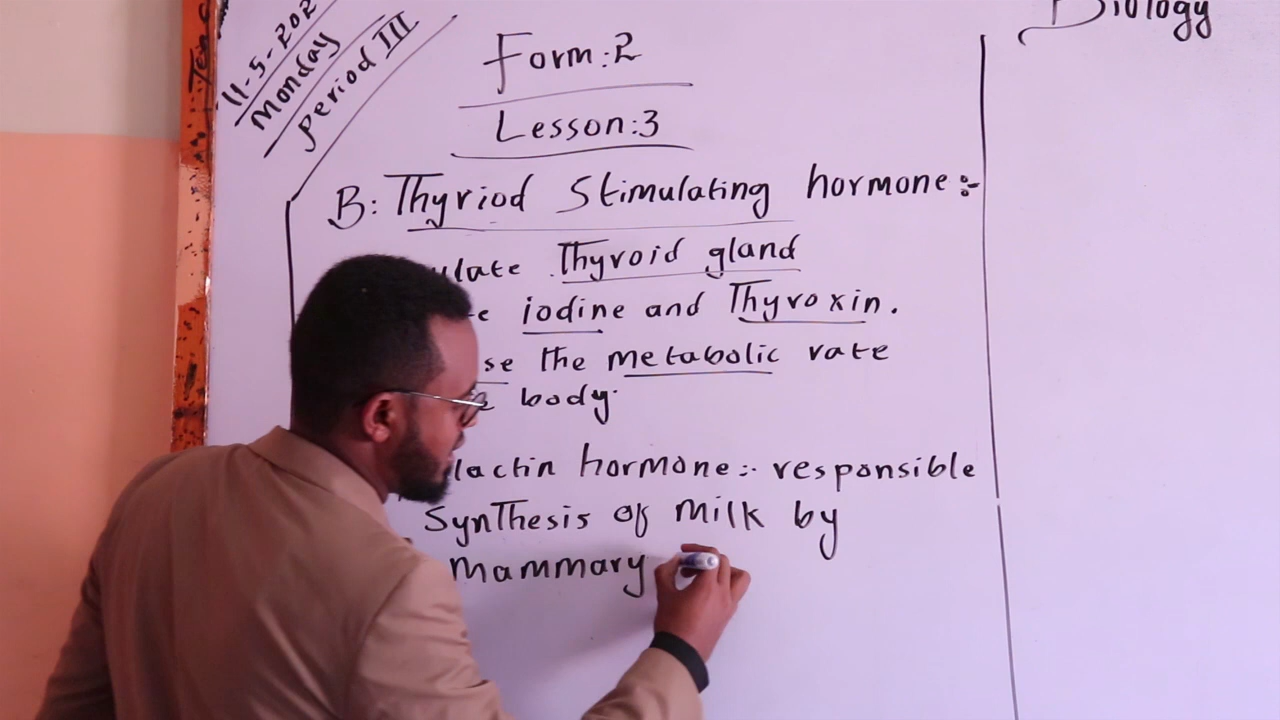 11-5-202
Monday
period III
Biology
Form:2
Lesson:3
B: Thyriod Stimulating hormone:-
ulate Thyroid gland
e iodine and Thyroxin.
se the metabolic rate
body.
lactin hormone:- responsible
Synthesis of Milk by
Mammary